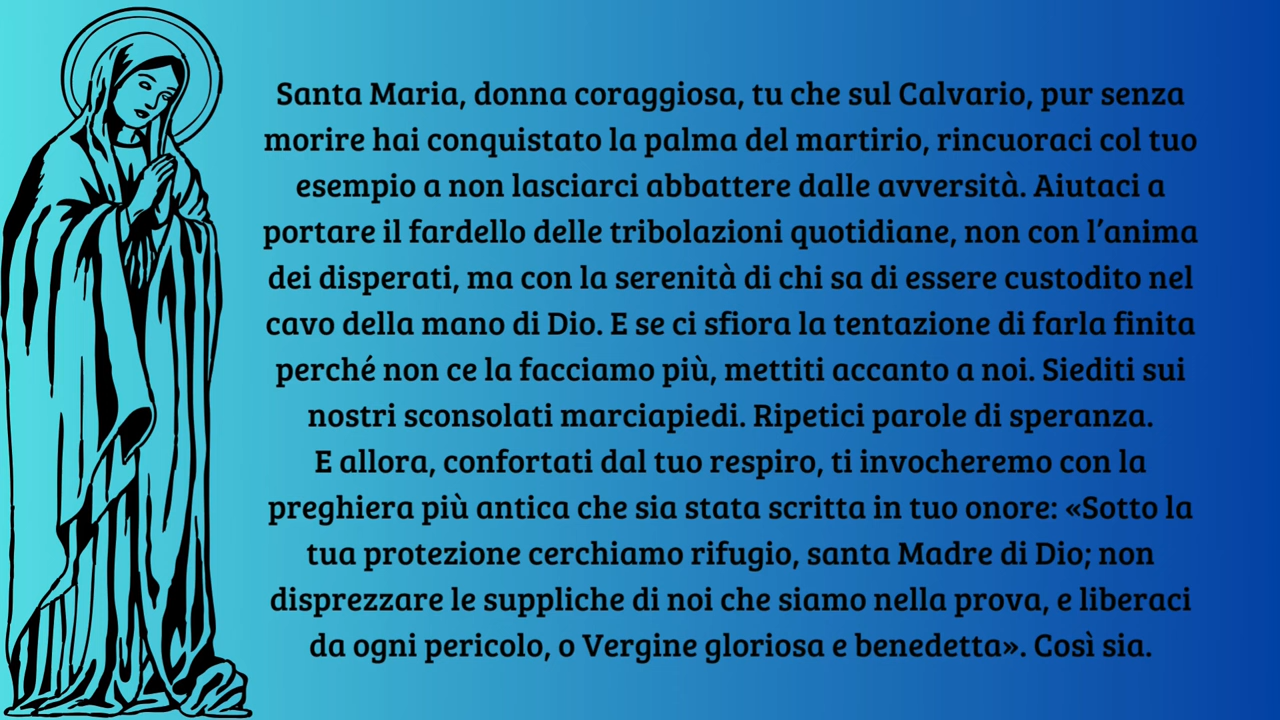 Santa Maria, donna coraggiosa, tu che sul Calvario, pur senza
morire hai conquistato la palma del martirio, rincuoraci col tuo
esempio a non lasciarci abbattere dalle avversità. Aiutaci a
portare il fardello delle tribolazioni quotidiane, non con l’anima
dei disperati, ma con la serenità di chi sa di essere custodito nel
cavo della mano di Dio. E se ci sfiora la tentazione di farla finita
perché non ce la facciamo più, mettiti accanto a noi. Siediti sui
nostri sconsolati marciapiedi. Ripetici parole di speranza.
E allora, confortati dal tuo respiro, ti invocheremo con la
preghiera più antica che sia stata scritta in tuo onore: «Sotto la
tua protezione cerchiamo rifugio, santa Madre di Dio; non
disprezzare le suppliche di noi che siamo nella prova, e liberaci
da ogni pericolo, o Vergine gloriosa e benedetta». Così sia.